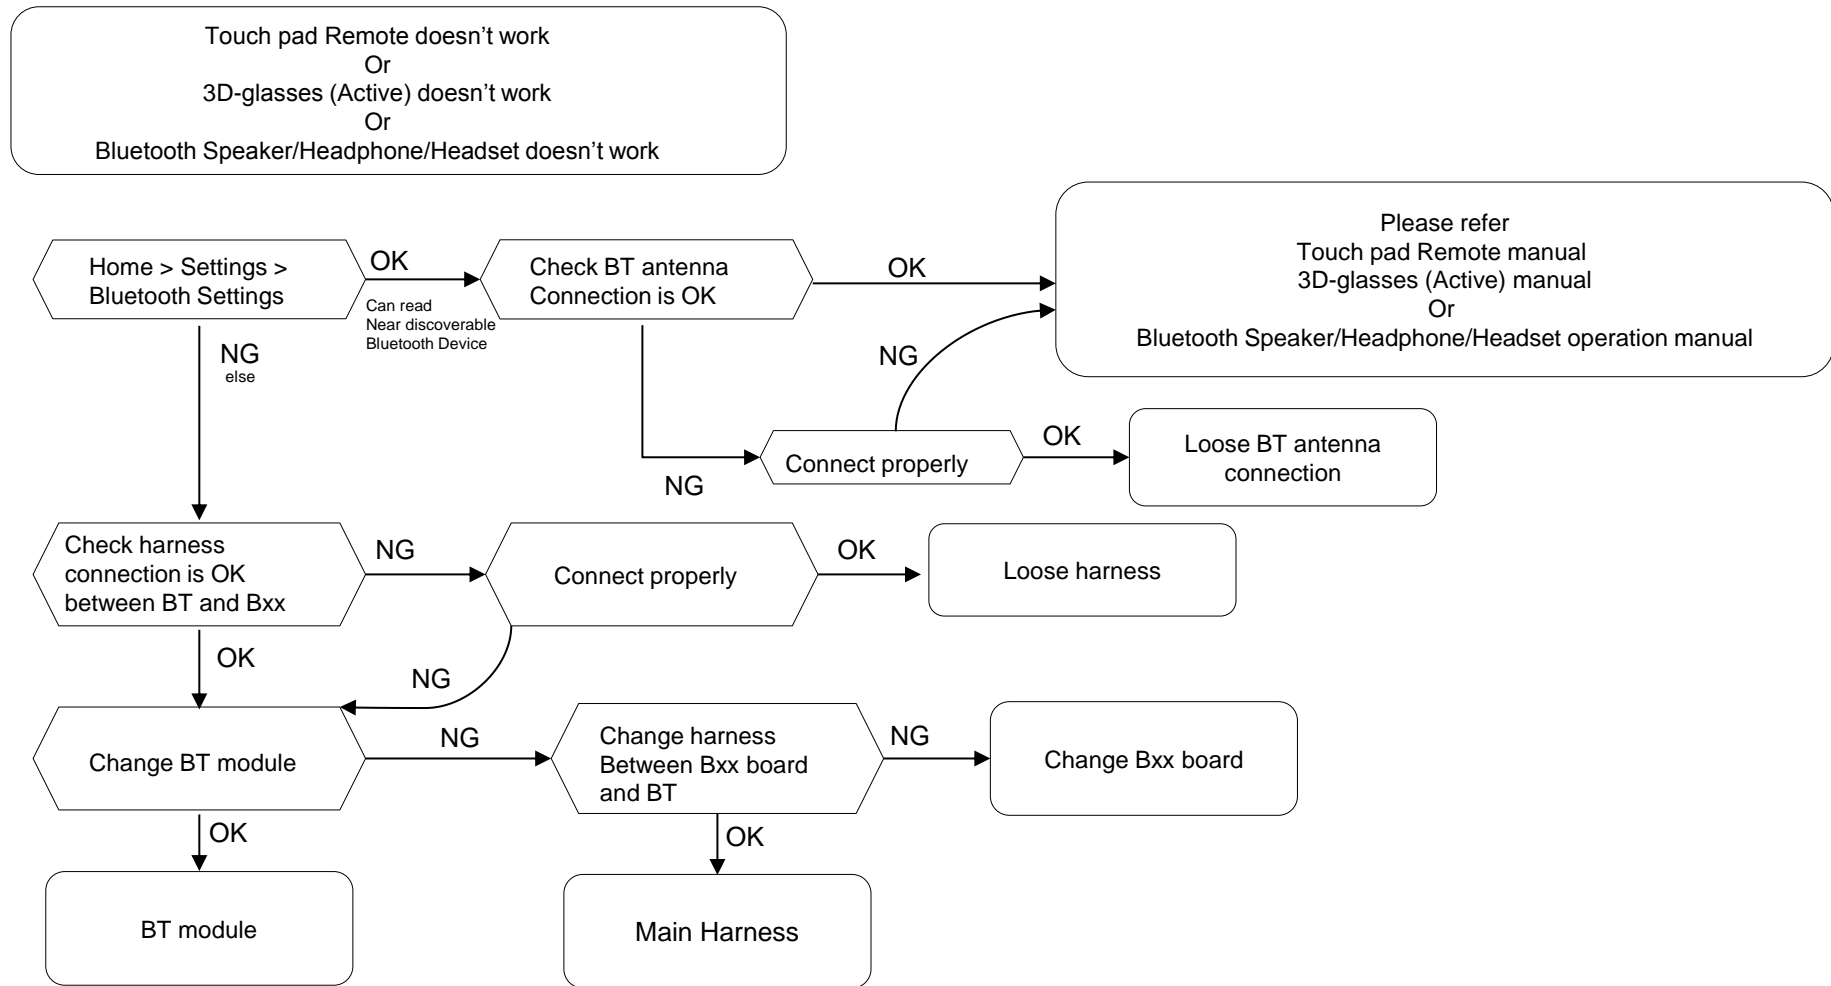 Touch pad Remote doesn’t work
Or
3D-glasses (Active) doesn’t work
Or
Bluetooth Speaker/Headphone/Headset doesn’t work
Please refer
Touch pad Remote manual
3D-glasses (Active) manual
Or
Bluetooth Speaker/Headphone/Headset operation manual
Home > Settings >
Bluetooth Settings
OK
Can read
Near discoverable
Bluetooth Device
Check BT antenna
Connection is OK
OK
NG
else
NG
NG
Connect properly
OK
Loose BT antenna
connection
Check harness
connection is OK
between BT and Bxx
NG
Connect properly
OK
Loose harness
OK
NG
Change BT module
NG
Change harness
Between Bxx board
and BT
NG
Change Bxx board
OK
OK
BT module
Main Harness